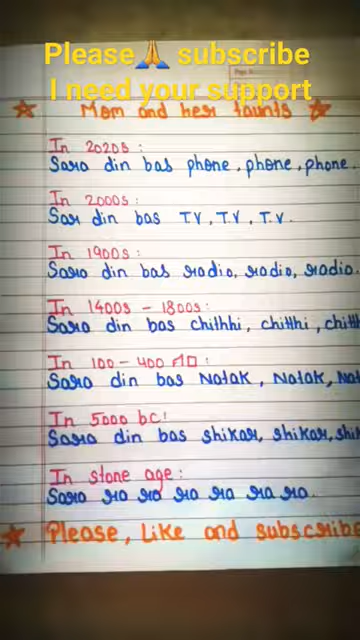 Please🙏 subscribe
I need your support
Mom and her taunts
In 2020s:
Sara din bas phone, phone, phone.
In 2000s:
Sar din bas TV, T.V, T.V.
In 1900s:
Sara din bas radio, radio, radio.
In 1400s - 1800s:
Sara din bas chithhi, chitthi, chitth
In 100 - 400 AD:
Sara din bas Natak, Natak, Nat
In 5000 bc:
Sara din bas shikar, shikar, shik
In stone age:
Sara ra ra ra ra ra ra.
Please, Like and subscribe